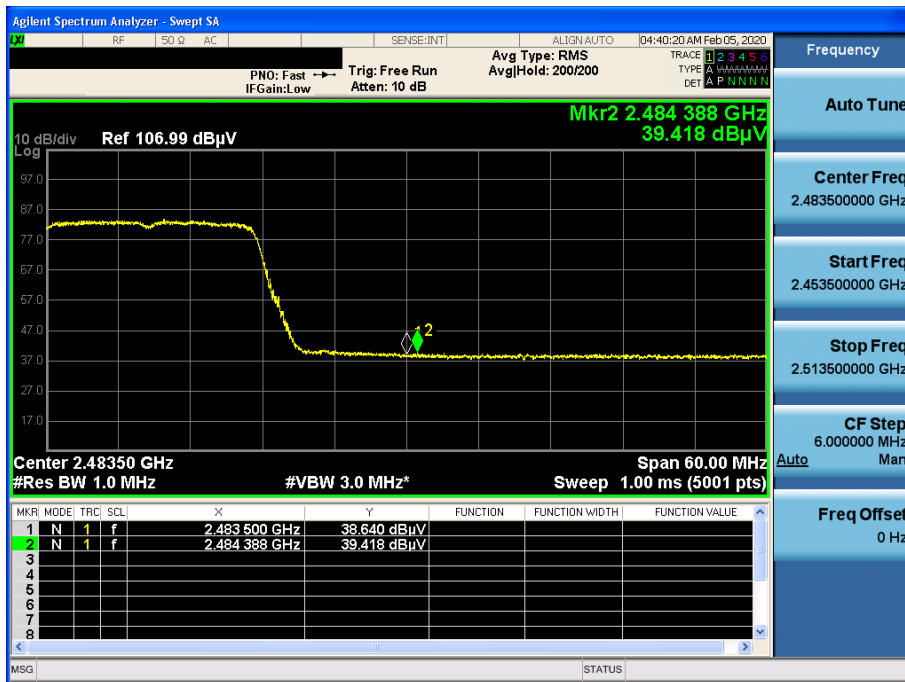 Agilent Spectrum Analyzer - Swept SA
LXI RF 50 Ω AC SENSE:INT ALIGN AUTO 04:40:20 AM Feb 05, 2020
Frequency
PNO: Fast
IFGain:Low
Trig: Free Run
Atten: 10 dB
Avg Type: RMS
Avg|Hold: 200/200
TRACE 1 2 3 4 5 6
TYPE A WWWWW
DET A P N N N N
Auto Tune
Mkr2 2.484 388 GHz
39.418 dBµV
10 dB/div
Log
Ref 106.99 dBµV
97.0
87.0
77.0
67.0
57.0
47.0
37.0
27.0
17.0
1 2
Center Freq
2.483500000 GHz
Start Freq
2.453500000 GHz
Stop Freq
2.513500000 GHz
CF Step
6.000000 MHz
Auto Man
Center 2.48350 GHz Span 60.00 MHz
#Res BW 1.0 MHz #VBW 3.0 MHz* Sweep 1.00 ms (5001 pts)
Freq Offset
0 Hz
MKR MODE TRC SCL X Y FUNCTION FUNCTION WIDTH FUNCTION VALUE
1 N 1 f 2.483 500 GHz 38.640 dBµV
2 N 1 f 2.484 388 GHz 39.418 dBµV
3
4
5
6
7
8
MSG STATUS